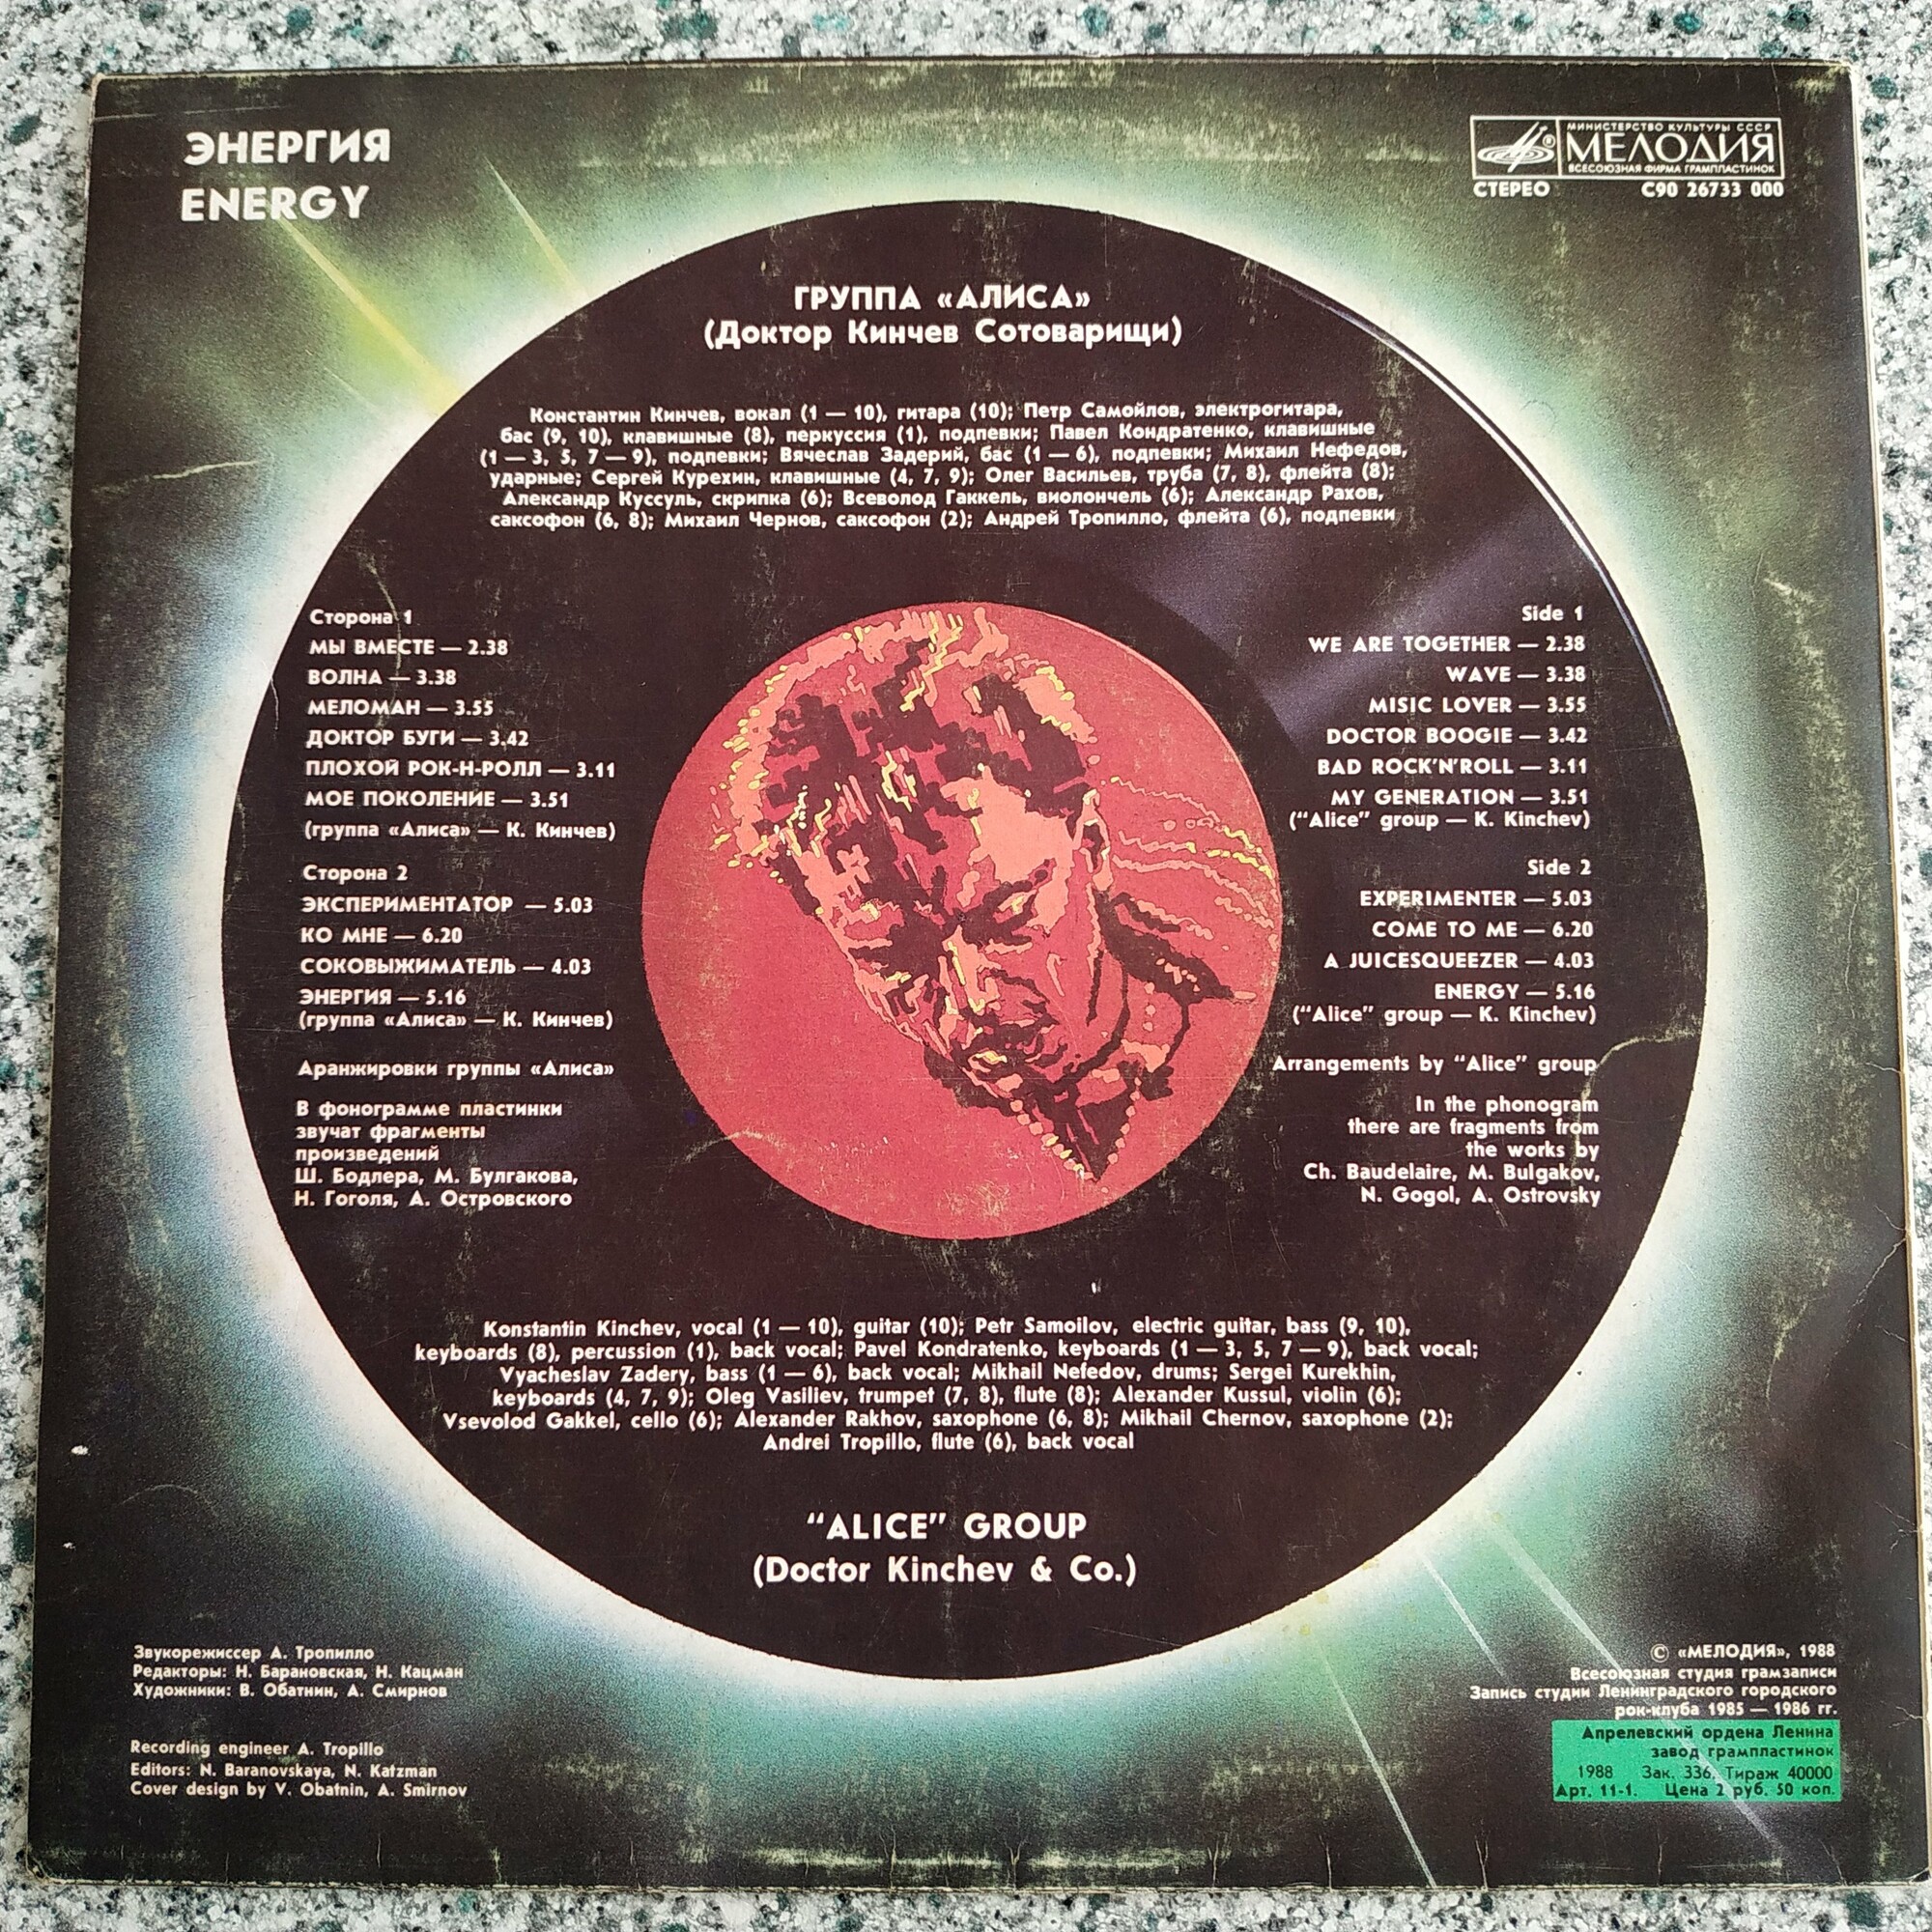 ЭНЕРГИЯ
ENERGY
МИНИСТЕРСТВО КУЛЬТУРЫ СССР
МЕЛОДИЯ
ВСЕСОЮЗНАЯ ФИРМА ГРАМПЛАСТИНОК
СТЕРЕО С90 26733 000
ГРУППА «АЛИСА»
(Доктор Кинчев Сотоварищи)
Константин Кинчев, вокал (1 — 10), гитара (10); Петр Самойлов, электрогитара,
бас (9, 10), клавишные (8), перкуссия (1), подпевки; Павел Кондратенко, клавишные
(1 — 3, 5, 7 — 9), подпевки; Вячеслав Задерий, бас (1 — 6), подпевки; Михаил Нефедов,
ударные; Сергей Курехин, клавишные (4, 7, 9); Олег Васильев, труба (7, 8), флейта (8);
Александр Куссуль, скрипка (6); Всеволод Гаккель, виолончель (6); Александр Рахов,
саксофон (6, 8); Михаил Чернов, саксофон (2); Андрей Тропилло, флейта (6), подпевки
Сторона 1
МЫ ВМЕСТЕ — 2.38
ВОЛНА — 3.38
МЕЛОМАН — 3.55
ДОКТОР БУГИ — 3.42
ПЛОХОЙ РОК-Н-РОЛЛ — 3.11
МОЕ ПОКОЛЕНИЕ — 3.51
(группа «Алиса» — К. Кинчев)
Сторона 2
ЭКСПЕРИМЕНТАТОР — 5.03
КО МНЕ — 6.20
СОКОВЫЖИМАТЕЛЬ — 4.03
ЭНЕРГИЯ — 5.16
(группа «Алиса» — К. Кинчев)
Аранжировки группы «Алиса»
В фонограмме пластинки
звучат фрагменты
произведений
Ш. Бодлера, М. Булгакова,
Н. Гоголя, А. Островского
Side 1
WE ARE TOGETHER — 2.38
WAVE — 3.38
MISIC LOVER — 3.55
DOCTOR BOOGIE — 3.42
BAD ROCK'N'ROLL — 3.11
MY GENERATION — 3.51
(“Alice” group — K. Kinchev)
Side 2
EXPERIMENTER — 5.03
COME TO ME — 6.20
A JUICESQUEEZER — 4.03
ENERGY — 5.16
(“Alice” group — K. Kinchev)
Arrangements by “Alice” group
In the phonogram
there are fragments from
the works by
Ch. Baudelaire, M. Bulgakov,
N. Gogol, A. Ostrovsky
Konstantin Kinchev, vocal (1 — 10), guitar (10); Petr Samoilov, electric guitar, bass (9, 10),
keyboards (8), percussion (1), back vocal; Pavel Kondratenko, keyboards (1 — 3, 5, 7 — 9), back vocal;
Vyacheslav Zadery, bass (1 — 6), back vocal; Mikhail Nefedov, drums; Sergei Kurekhin,
keyboards (4, 7, 9); Oleg Vasiliev, trumpet (7, 8), flute (8); Alexander Kussul, violin (6);
Vsevolod Gakkel, cello (6); Alexander Rakhov, saxophone (6, 8); Mikhail Chernov, saxophone (2);
Andrei Tropillo, flute (6), back vocal
“ALICE” GROUP
(Doctor Kinchev & Co.)
Звукорежиссер А. Тропилло
Редакторы: Н. Барановская, Н. Кацман
Художники: В. Обатнин, А. Смирнов
Recording engineer A. Tropillo
Editors: N. Baranovskaya, N. Katzman
Cover design by V. Obatnin, A. Smirnov
© «МЕЛОДИЯ», 1988
Всесоюзная студия грамзаписи
Запись студии Ленинградского городского
рок-клуба 1985 — 1986 гг.
Апрелевский ордена Ленина
завод грампластинок
1988 Зак. 336. Тираж 40000
Арт. 11-1. Цена 2 руб. 50 коп.